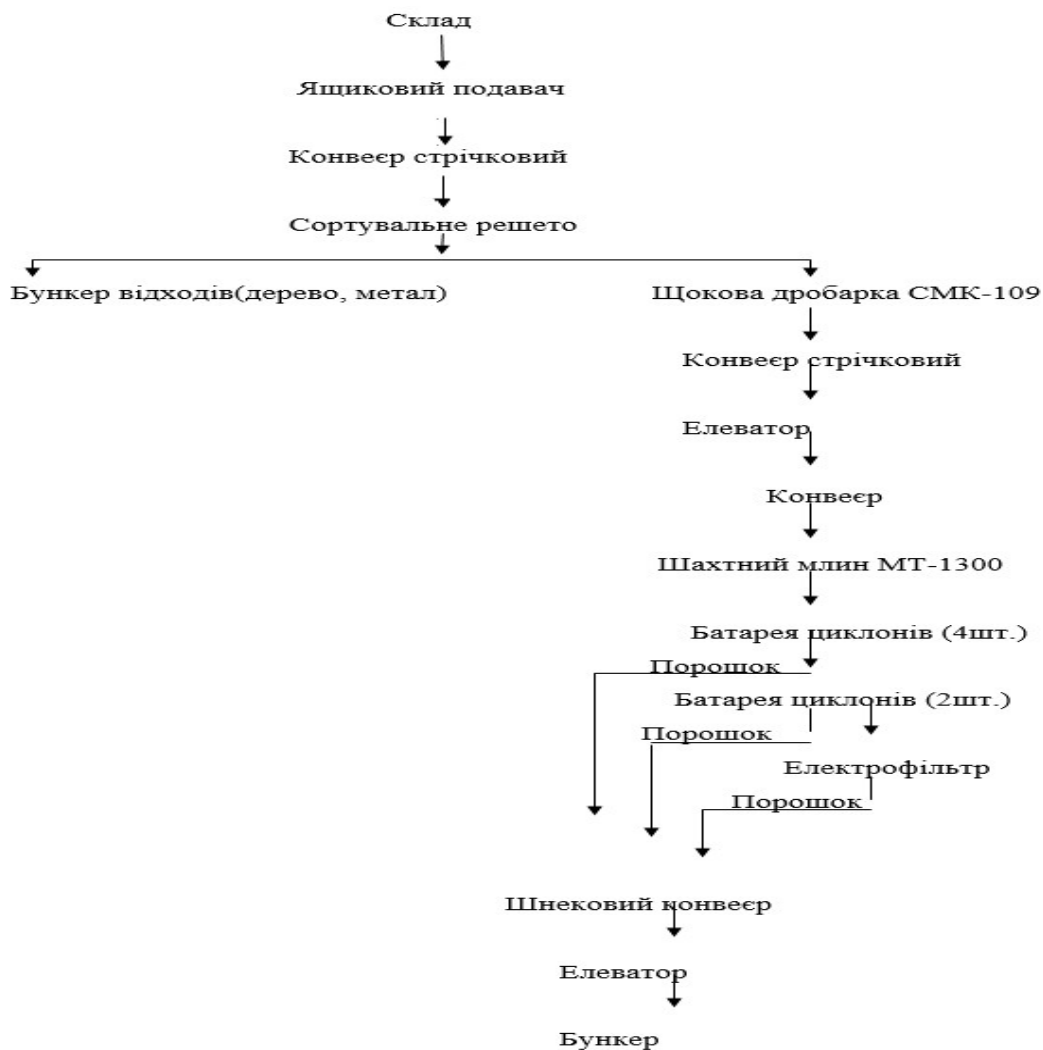 Склад
Ящиковий подавач
Конвеєр стрічковий
Сортувальне решето
Бункер відходів(дерево, метал)
Щокова дробарка СМК-109
Конвеєр стрічковий
Елеватор
Конвеєр
Шахтний млин МТ-1300
Батарея циклонів (4шт.)
Порошок
Батарея циклонів (2шт.)
Порошок
Електрофільтр
Порошок
Шнековий конвеєр
Елеватор
Бункер